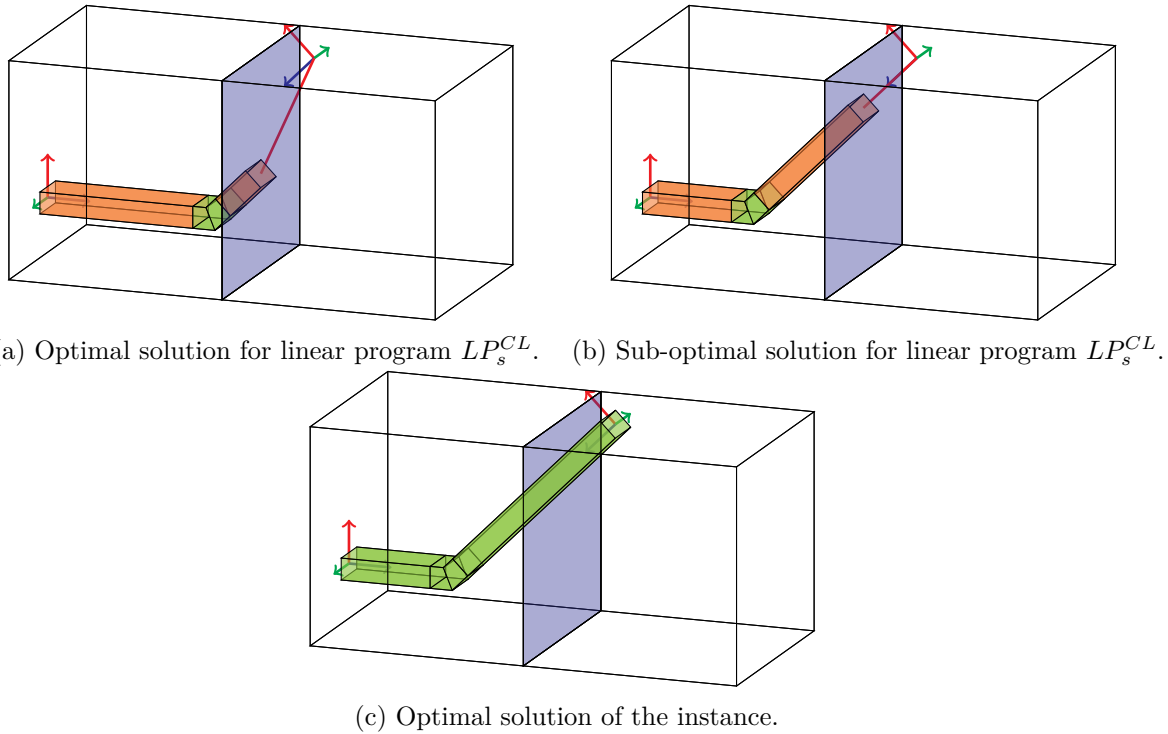 a) Optimal solution for linear program $LP_s^{CL}$.
(b) Sub-optimal solution for linear program $LP_s^{CL}$.
(c) Optimal solution of the instance.